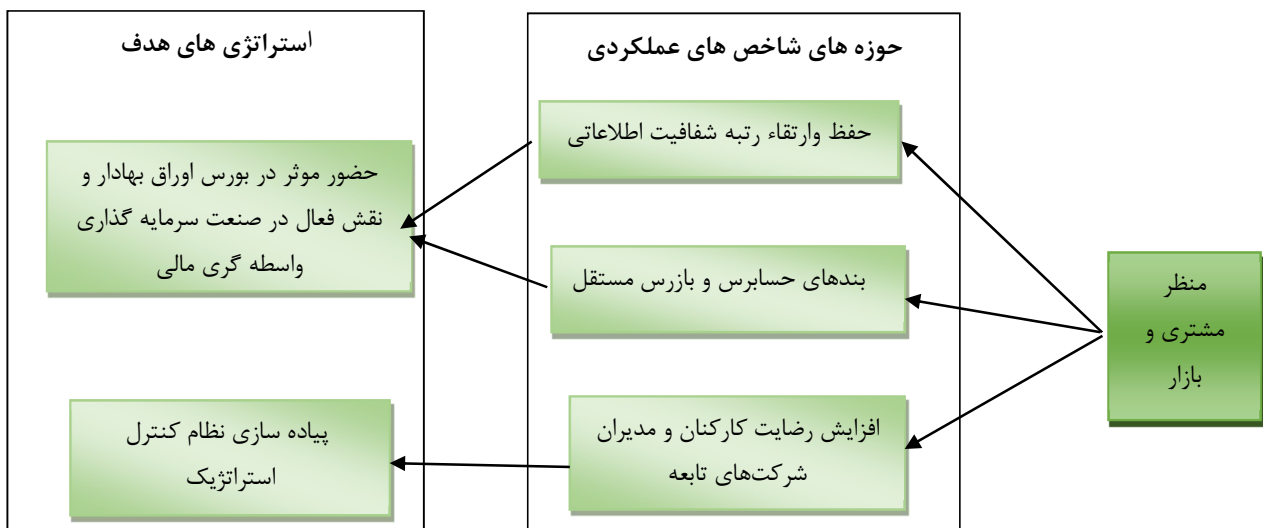 منظر
مشتری و
بازار
حوزه های شاخص های عملکردی
حفظ وارتقاء رتبه شفافیت اطلاعاتی
بندهای حسابرس و بازرس مستقل
افزایش رضایت کارکنان و مدیران
شرکت‌های تابعه
استراتژی های هدف
حضور موثر در بورس اوراق بهادار و
نقش فعال در صنعت سرمایه گذاری
واسطه گری مالی
پیاده سازی نظام کنترل
استراتژیک